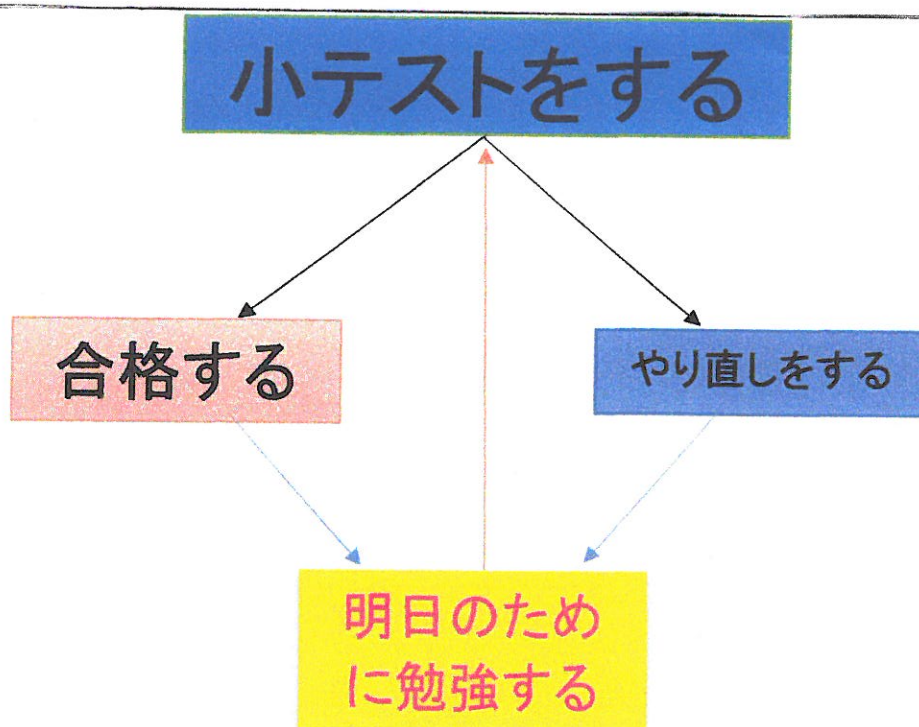 小テストをする
合格する
やり直しをする
明日のため
に勉強する